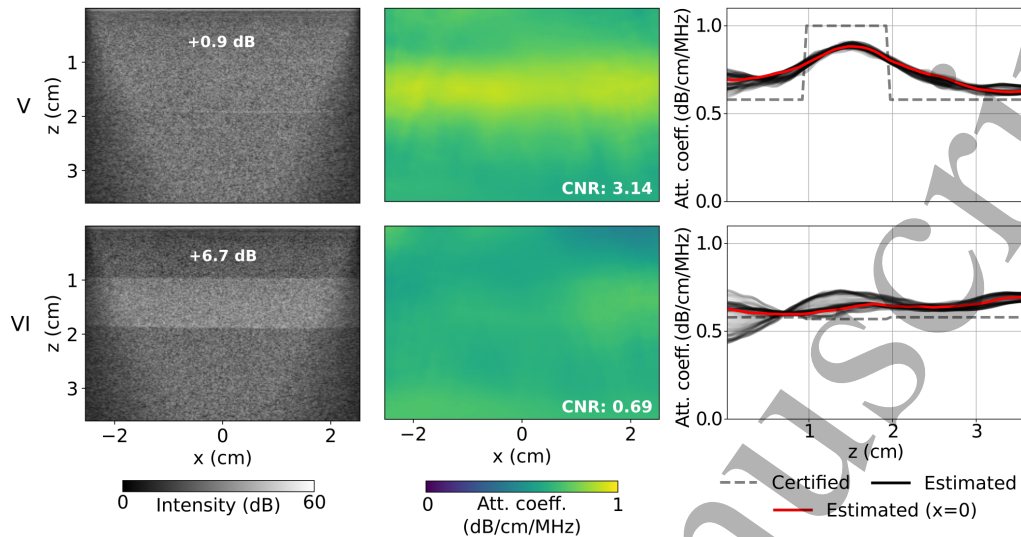 +0.9 dB
1
2
3
z (cm)
V
CNR: 3.14
1.0
0.5
0.0
Att. coeff.(dB/cm/MHz)
+6.7 dB
1
2
3
z (cm)
VI
−2 0 2
x (cm)
CNR: 0.69
−2 0 2
x (cm)
1.0
0.5
0.0
Att. coeff.(dB/cm/MHz)
1 2 3
z (cm)
0 Intensity (dB) 60
0 Att. coeff. 1
(dB/cm/MHz)
Certified Estimated
Estimated (x=0)
uscr